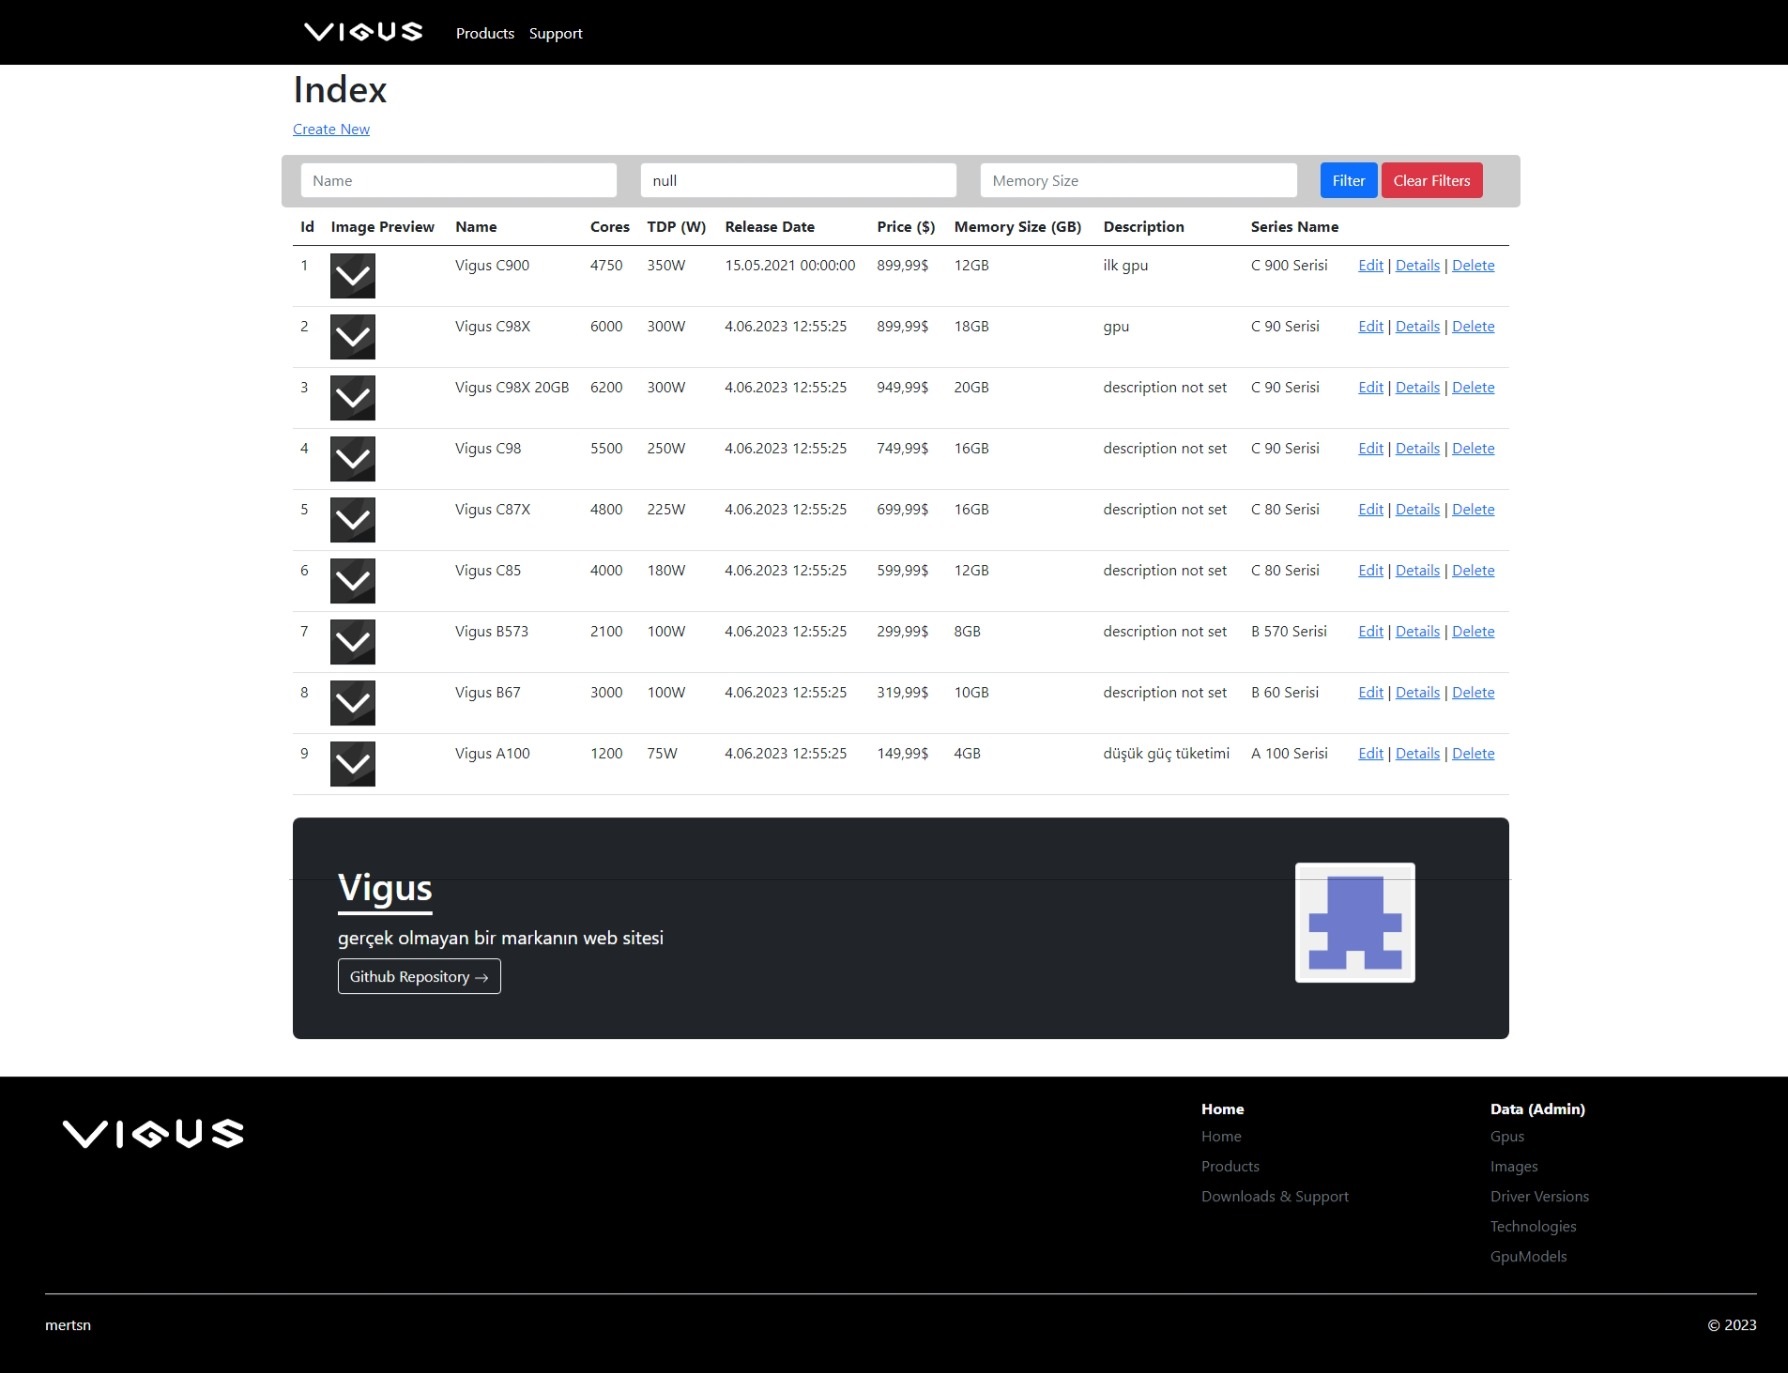 VIGUS Products Support
Index
Create New
Name null Memory Size Filter Clear Filters
Id Image Preview Name Cores TDP (W) Release Date Price ($) Memory Size (GB) Description Series Name
1 Vigus C900 4750 350W 15.05.2021 00:00:00 899,99$ 12GB ilk gpu C 900 Serisi Edit | Details | Delete
2 Vigus C98X 6000 300W 4.06.2023 12:55:25 899,99$ 18GB gpu C 90 Serisi Edit | Details | Delete
3 Vigus C98X 20GB 6200 300W 4.06.2023 12:55:25 949,99$ 20GB description not set C 90 Serisi Edit | Details | Delete
4 Vigus C98 5500 250W 4.06.2023 12:55:25 749,99$ 16GB description not set C 90 Serisi Edit | Details | Delete
5 Vigus C87X 4800 225W 4.06.2023 12:55:25 699,99$ 16GB description not set C 80 Serisi Edit | Details | Delete
6 Vigus C85 4000 180W 4.06.2023 12:55:25 599,99$ 12GB description not set C 80 Serisi Edit | Details | Delete
7 Vigus B573 2100 100W 4.06.2023 12:55:25 299,99$ 8GB description not set B 570 Serisi Edit | Details | Delete
8 Vigus B67 3000 100W 4.06.2023 12:55:25 319,99$ 10GB description not set B 60 Serisi Edit | Details | Delete
9 Vigus A100 1200 75W 4.06.2023 12:55:25 149,99$ 4GB düşük güç tüketimi A 100 Serisi Edit | Details | Delete
Vigus
gerçek olmayan bir markanın web sitesi
Github Repository →
VIGUS
Home
Home
Products
Downloads & Support
Data (Admin)
Gpus
Images
Driver Versions
Technologies
GpuModels
mertsn
© 2023